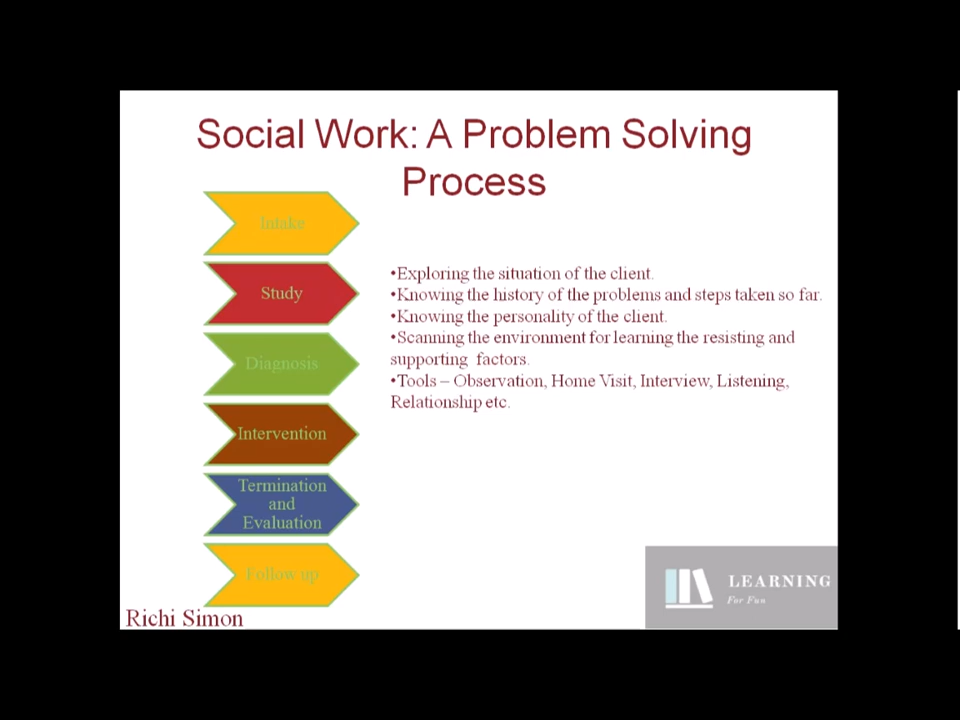 Social Work: A Problem Solving
Process
Intake
Study
Diagnosis
Intervention
Termination
and
Evaluation
Follow up
•Exploring the situation of the client.
•Knowing the history of the problems and steps taken so far.
•Knowing the personality of the client.
•Scanning the environment for learning the resisting and
supporting factors.
•Tools – Observation, Home Visit, Interview, Listening,
Relationship etc.
Richi Simon
LEARNING
For Fun